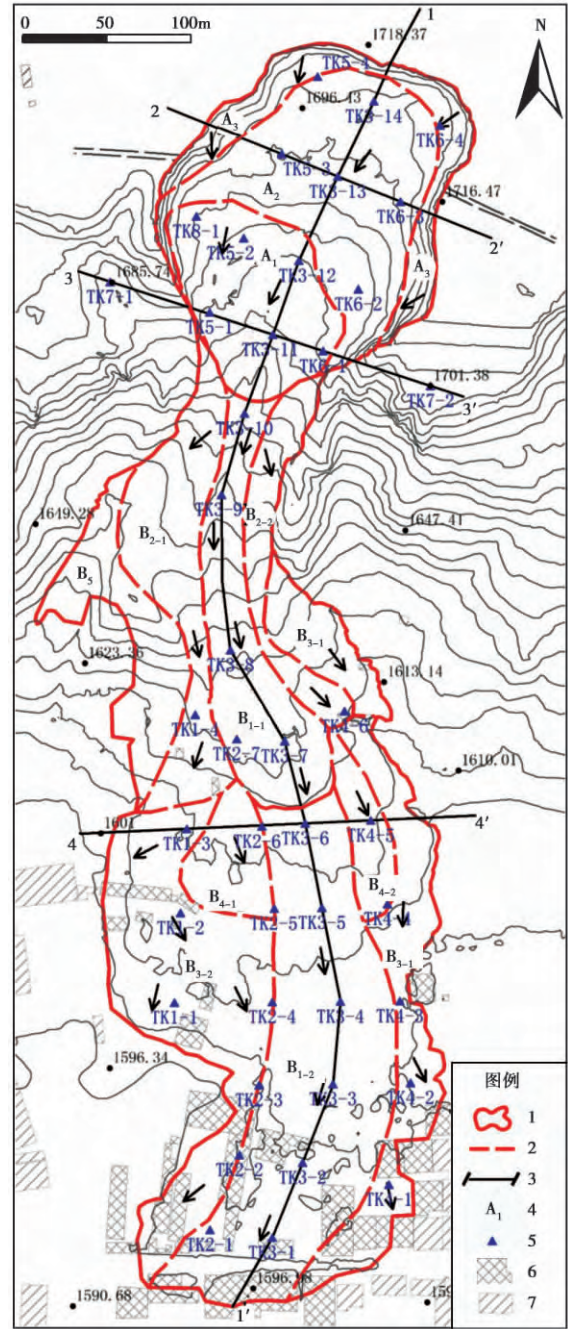 0 50 100m
N
1
1718.37
TK5-4
1696.43
TK3-14
2
A3
TK6-4
TK5-3
TK3-13
1716.47
A2
TK6-3
TK8-1
2'
TK5-2
A1
A3
TK3-12
3
1685.74
TK7-1
TK6-2
TK5-1
TK3-11
TK6-1
1701.38
TK7-2
3'
TK3-10
TK3-9
B2-2
1649.28
1647.41
B2-1
B5
B3-1
1623.36
TK3-8
1613.14
TK1-4
B1-1
TK4-6
TK2-7
TK3-7
1610.01
4
1601
TK1-3
TK2-6
TK3-6
TK4-5
4'
B4-1
B4-2
TK1-2
TK2-5
TK3-5
TK4-4
B3-2
B3-1
TK1-1
TK2-4
TK3-4
TK4-3
1596.34
B1-2
TK2-3
TK3-3
TK4-2
TK2-2
TK3-2
TK4-1
TK2-1
TK3-1
1596.98
1590.68
1'
图例
1
2
3
A1 4
5
6
7